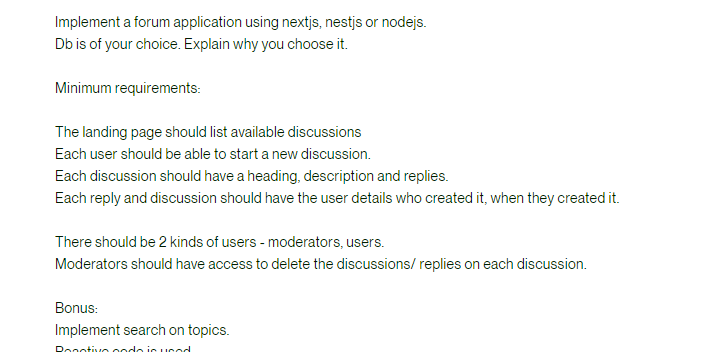 Implement a forum application using nextjs, nestjs or nodejs.
Db is of your choice. Explain why you choose it.
Minimum requirements:
The landing page should list available discussions
Each user should be able to start a new discussion.
Each discussion should have a heading, description and replies.
Each reply and discussion should have the user details who created it, when they created it.
There should be 2 kinds of users - moderators, users.
Moderators should have access to delete the discussions/ replies on each discussion.
Bonus:
Implement search on topics.
Reactive code is used